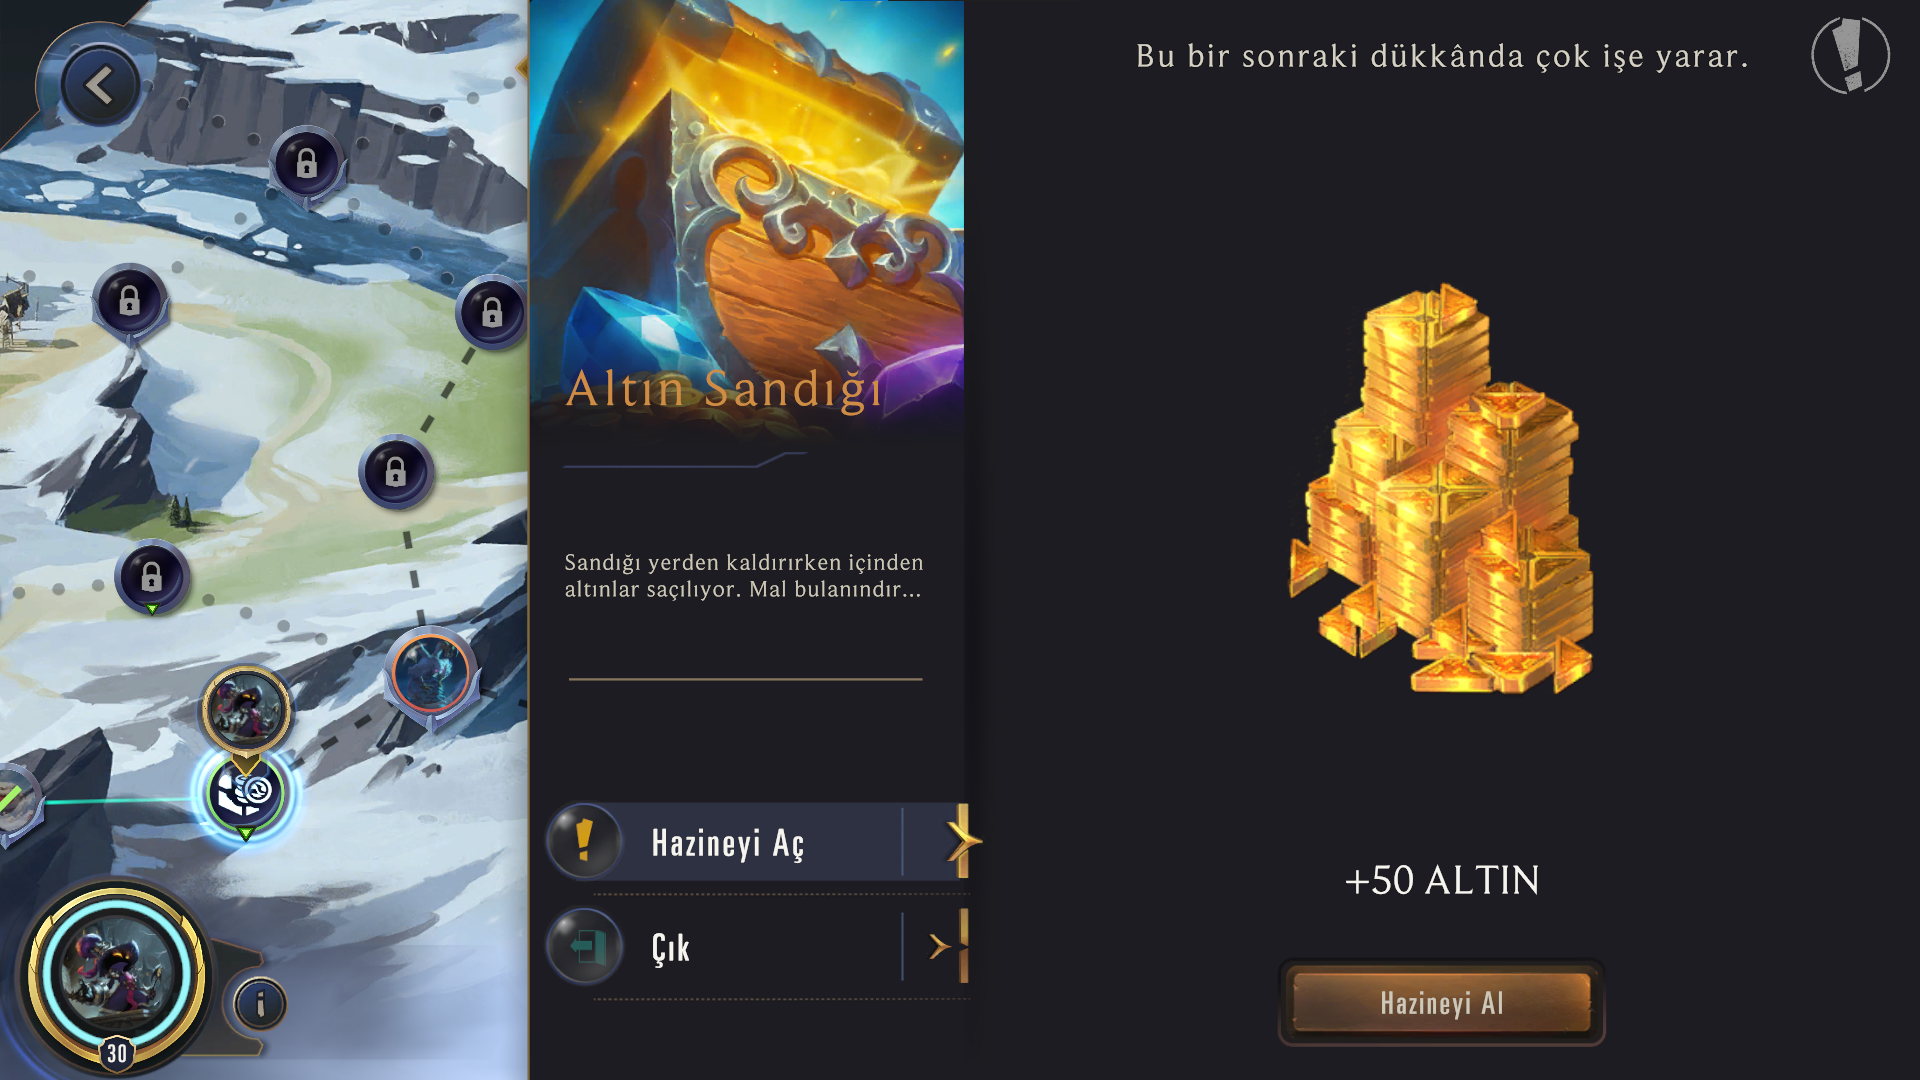 Bu bir sonraki dükkânda çok işe yarar.
Altın Sandığı
Sandığı yerden kaldırırken içinden
altınlar saçılıyor. Mal bulanındır...
Hazineyi Aç
Çık
+50 ALTIN
Hazineyi Al
30